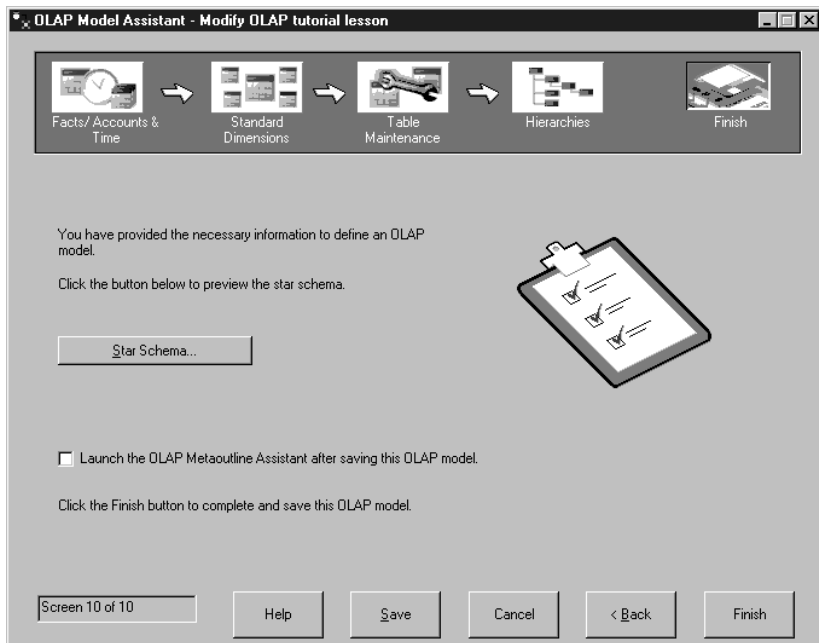 OLAP Model Assistant - Modify OLAP tutorial lesson
Facts/ Accounts &
Time
Standard
Dimensions
Table
Maintenance
Hierarchies
Finish
You have provided the necessary information to define an OLAP
model.
Click the button below to preview the star schema.
Star Schema...
Launch the OLAP Metaoutline Assistant after saving this OLAP model.
Click the Finish button to complete and save this OLAP model.
Screen 10 of 10
Help
Save
Cancel
< Back
Finish